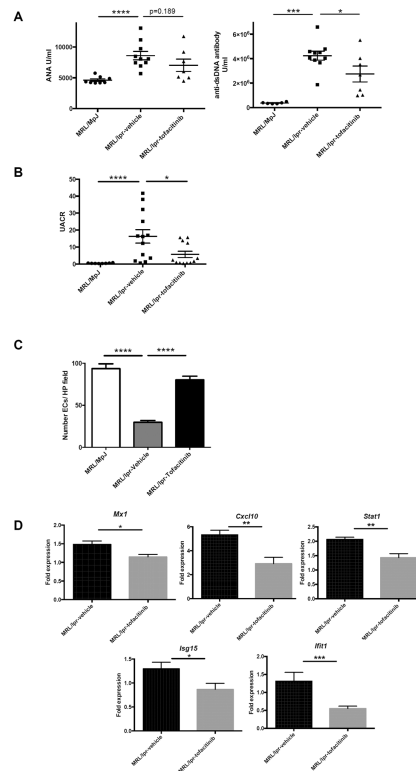 A
****
p=0.189
ANA U/ml
10000
5000
0
MRL/MpJ
MRL/lpr-vehicle
MRL/lpr-tofacitinib
***
*
anti-dsDNA antibody
U/ml
6×10⁶
4×10⁶
2×10⁶
0
MRL/MpJ
MRL/lpr-vehicle
MRL/lpr-tofacitinib
B
****
*
UACR
50
40
30
20
10
0
MRL/MpJ
MRL/lpr-vehicle
MRL/lpr-tofacitinib
C
****
****
Number ECs/ HP field
100
50
0
MRL/MpJ
MRL/lpr-Vehicle
MRL/lpr-Tofacitinib
D
Mx1
*
Fold expression
2.0
1.5
1.0
0.5
0.0
MRL/lpr-vehicle
MRL/lpr-tofacitinib
Cxcl10
**
Fold expression
6
4
2
0
MRL/lpr-vehicle
MRL/lpr-tofacitinib
Stat1
**
Fold expression
2.5
2.0
1.5
1.0
0.5
0.0
MRL/lpr-vehicle
MRL/lpr-tofacitinib
Isg15
*
Fold expression
1.5
1.0
0.5
0.0
MRL/lpr-vehicle
MRL/lpr-tofacitinib
Ifit1
***
Fold expression
2.0
1.5
1.0
0.5
0.0
MRL/lpr-vehicle
MRL/lpr-tofacitinib